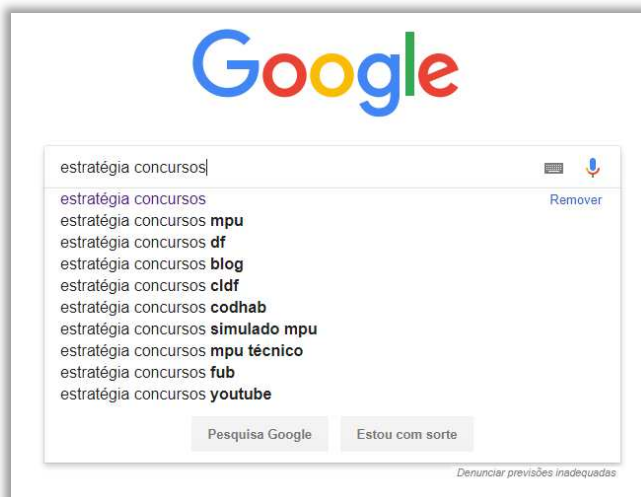 Google
estratégia concursos
estratégia concursos Remover
estratégia concursos mpu
estratégia concursos df
estratégia concursos blog
estratégia concursos cldf
estratégia concursos codhab
estratégia concursos simulado mpu
estratégia concursos mpu técnico
estratégia concursos fub
estratégia concursos youtube
Pesquisa Google Estou com sorte
Denunciar previsões inadequadas